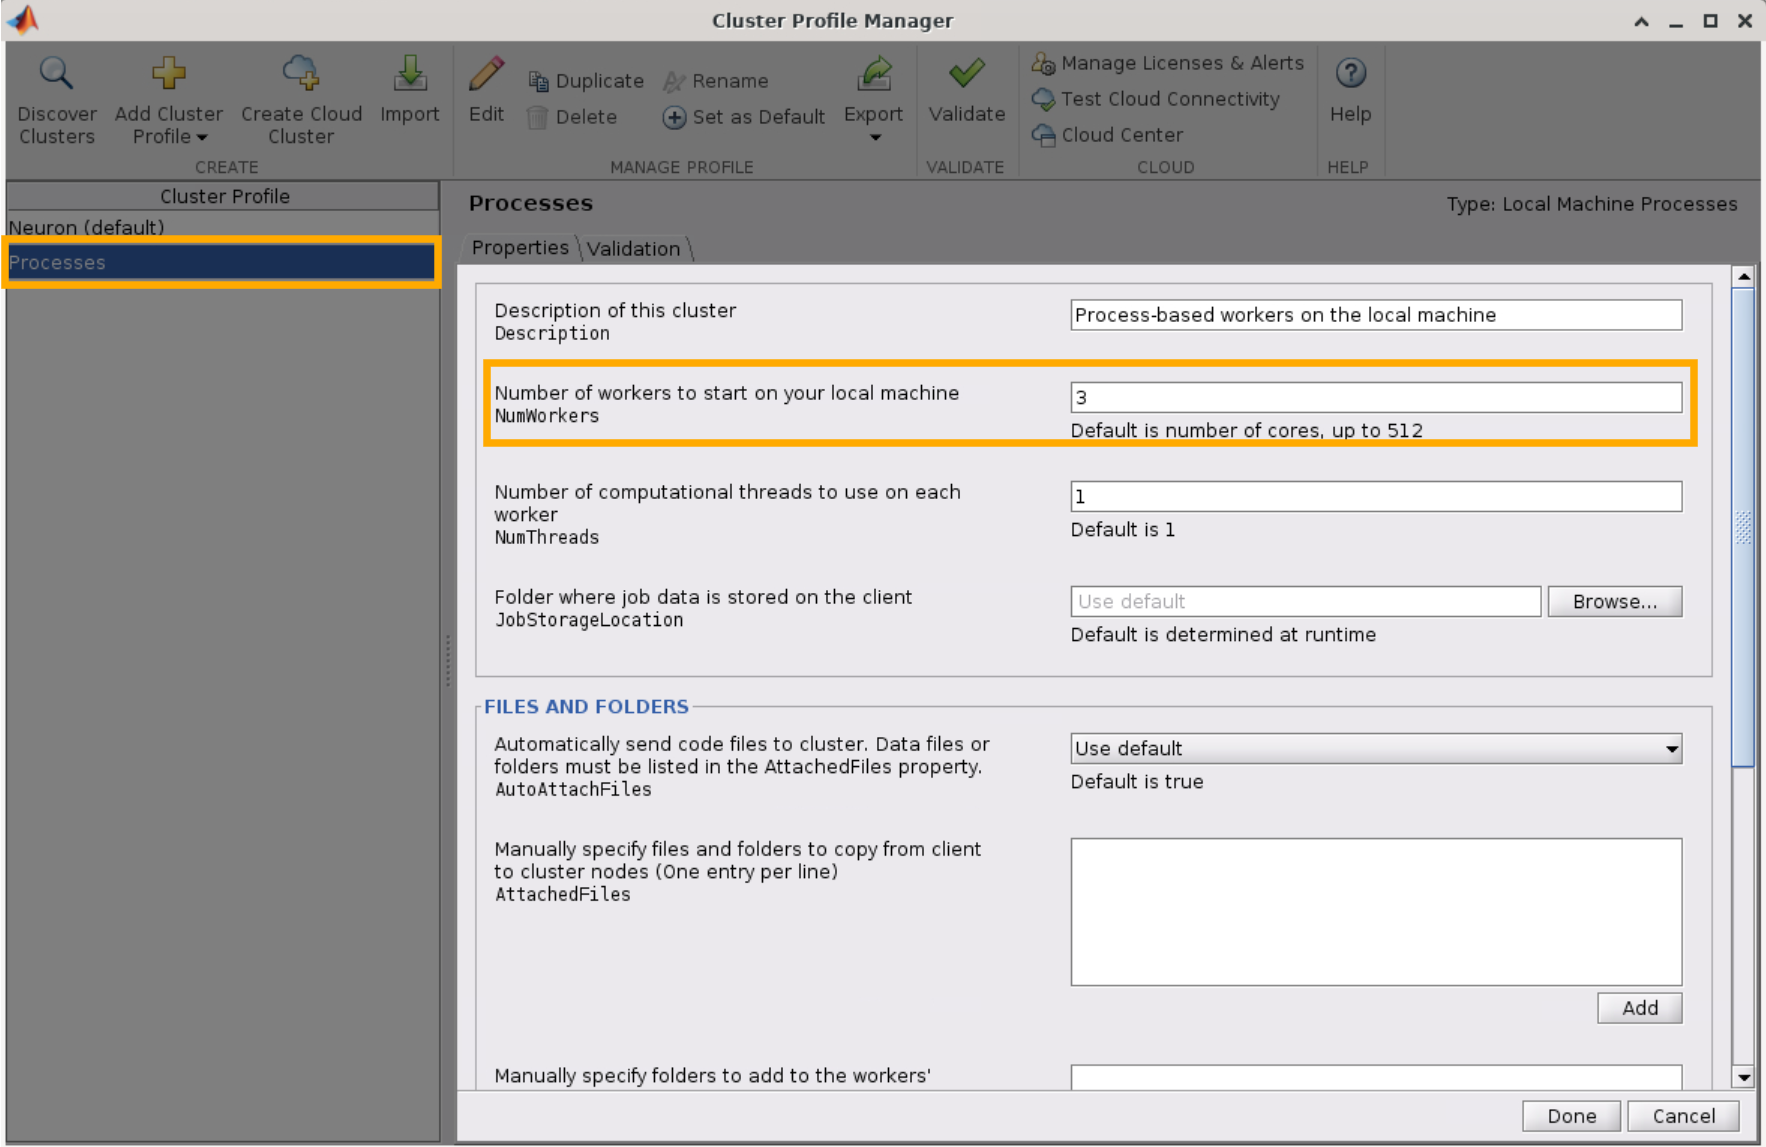 Cluster Profile Manager
Discover Clusters
Add Cluster Profile
Create Cloud Cluster
Import
CREATE
Edit
Duplicate
Delete
Rename
Set as Default
Export
MANAGE PROFILE
Validate
VALIDATE
Manage Licenses & Alerts
Test Cloud Connectivity
Cloud Center
CLOUD
Help
HELP
Cluster Profile
Neuron (default)
Processes
Processes
Type: Local Machine Processes
Properties
Validation
Description of this cluster
Description
Process-based workers on the local machine
Number of workers to start on your local machine
NumWorkers
3
Default is number of cores, up to 512
Number of computational threads to use on each
worker
NumThreads
1
Default is 1
Folder where job data is stored on the client
JobStorageLocation
Use default
Browse...
Default is determined at runtime
FILES AND FOLDERS
Automatically send code files to cluster. Data files or
folders must be listed in the AttachedFiles property.
AutoAttachFiles
Use default
Default is true
Manually specify files and folders to copy from client
to cluster nodes (One entry per line)
AttachedFiles
Add
Manually specify folders to add to the workers'
Done
Cancel